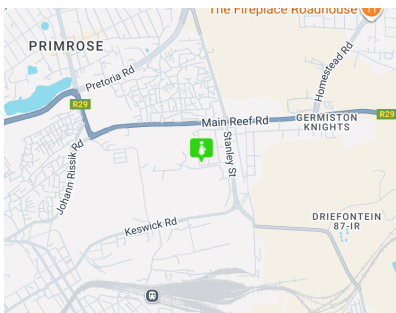 The Fireplace Roadhouse
PRIMROSE
Pretoria Rd
Homestead Rd
R29
Main Reef Rd
R29
GERMISTON
KNIGHTS
Stanley St
Johann Rissik Rd
DRIEFONTEIN
87-IR
Keswick Rd